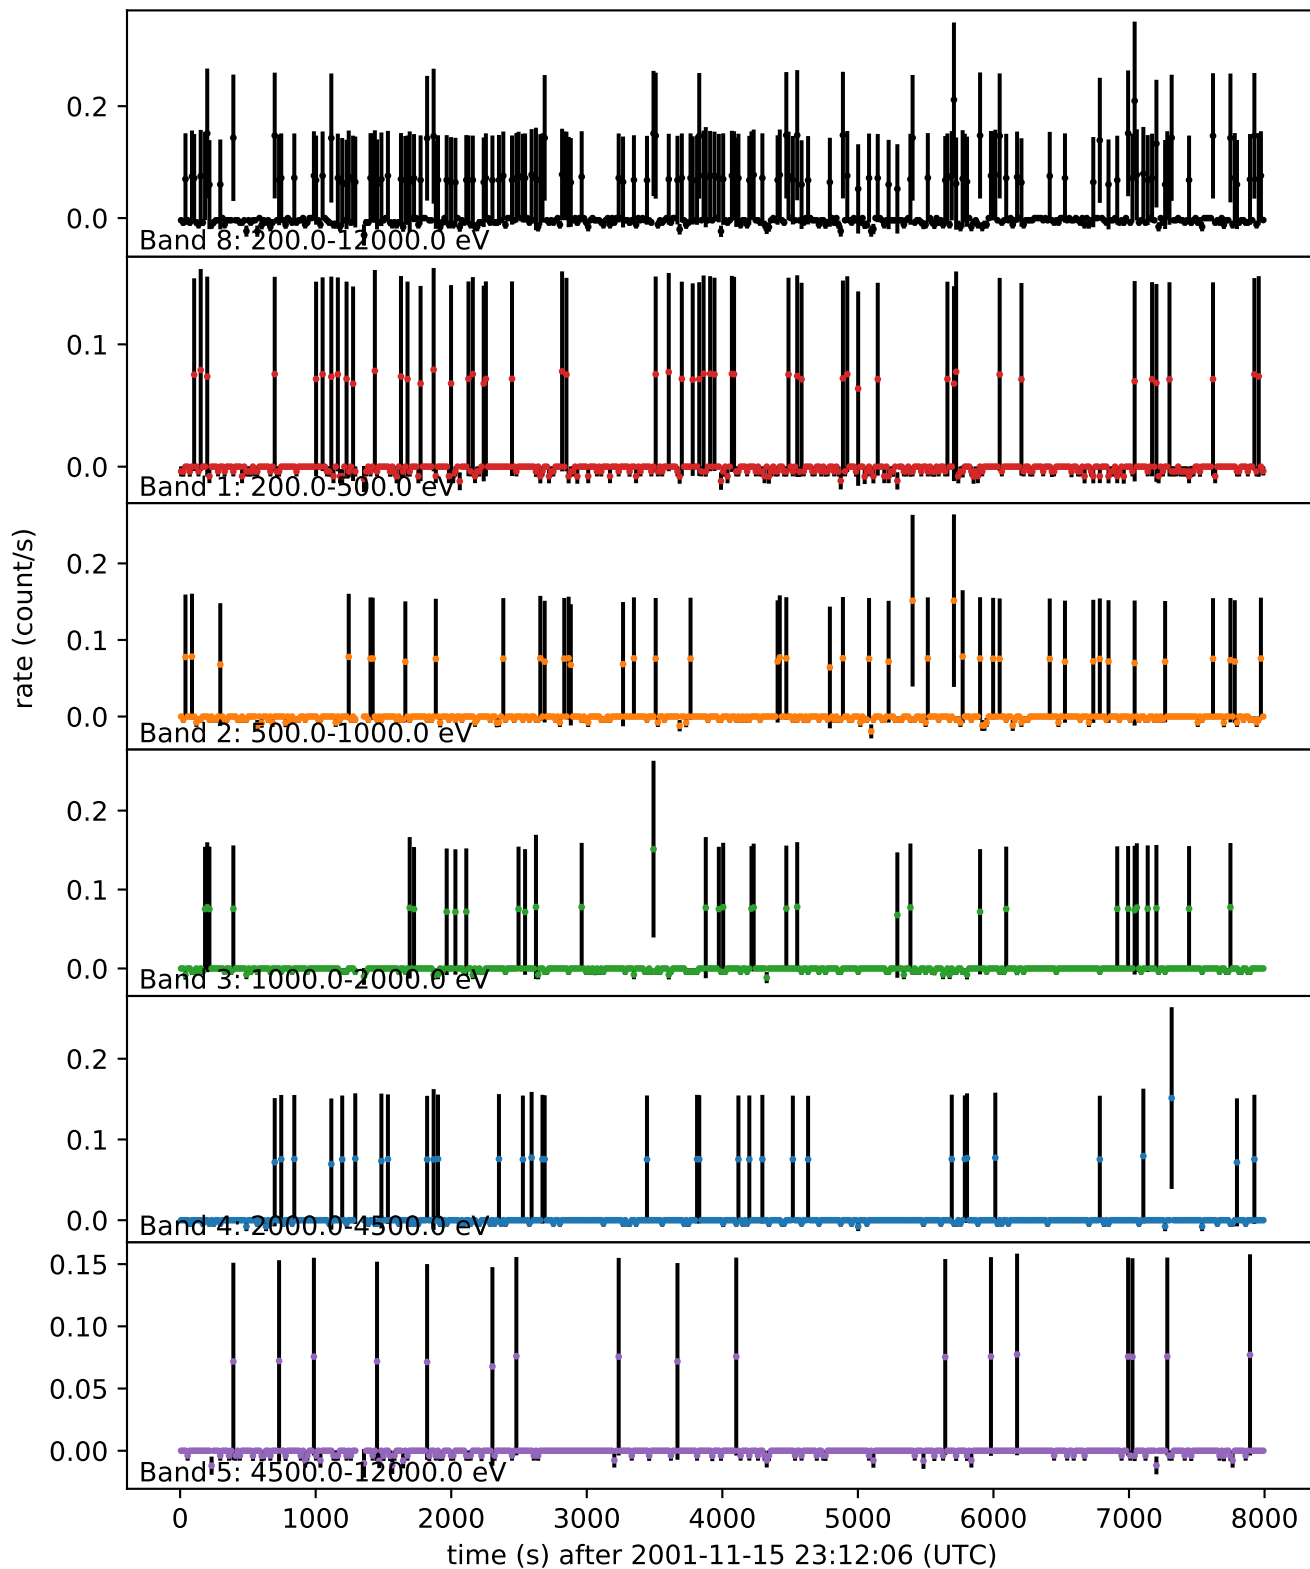 0.2
0.0
Band 8: 200.0-12000.0 eV
0.1
0.0
Band 1: 200.0-500.0 eV
rate (count/s)
0.2
0.1
0.0
Band 2: 500.0-1000.0 eV
0.2
0.1
0.0
Band 3: 1000.0-2000.0 eV
0.2
0.1
0.0
Band 4: 2000.0-4500.0 eV
0.15
0.10
0.05
0.00
Band 5: 4500.0-12000.0 eV
0 1000 2000 3000 4000 5000 6000 7000 8000
time (s) after 2001-11-15 23:12:06 (UTC)